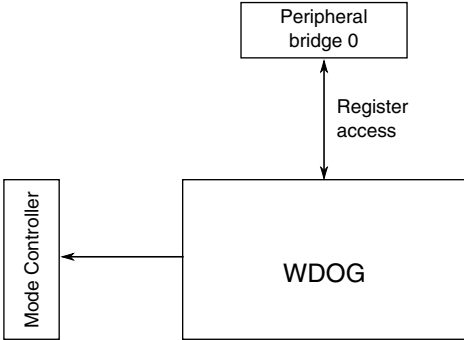 Peripheral
bridge 0
Register
access
Mode Controller
WDOG